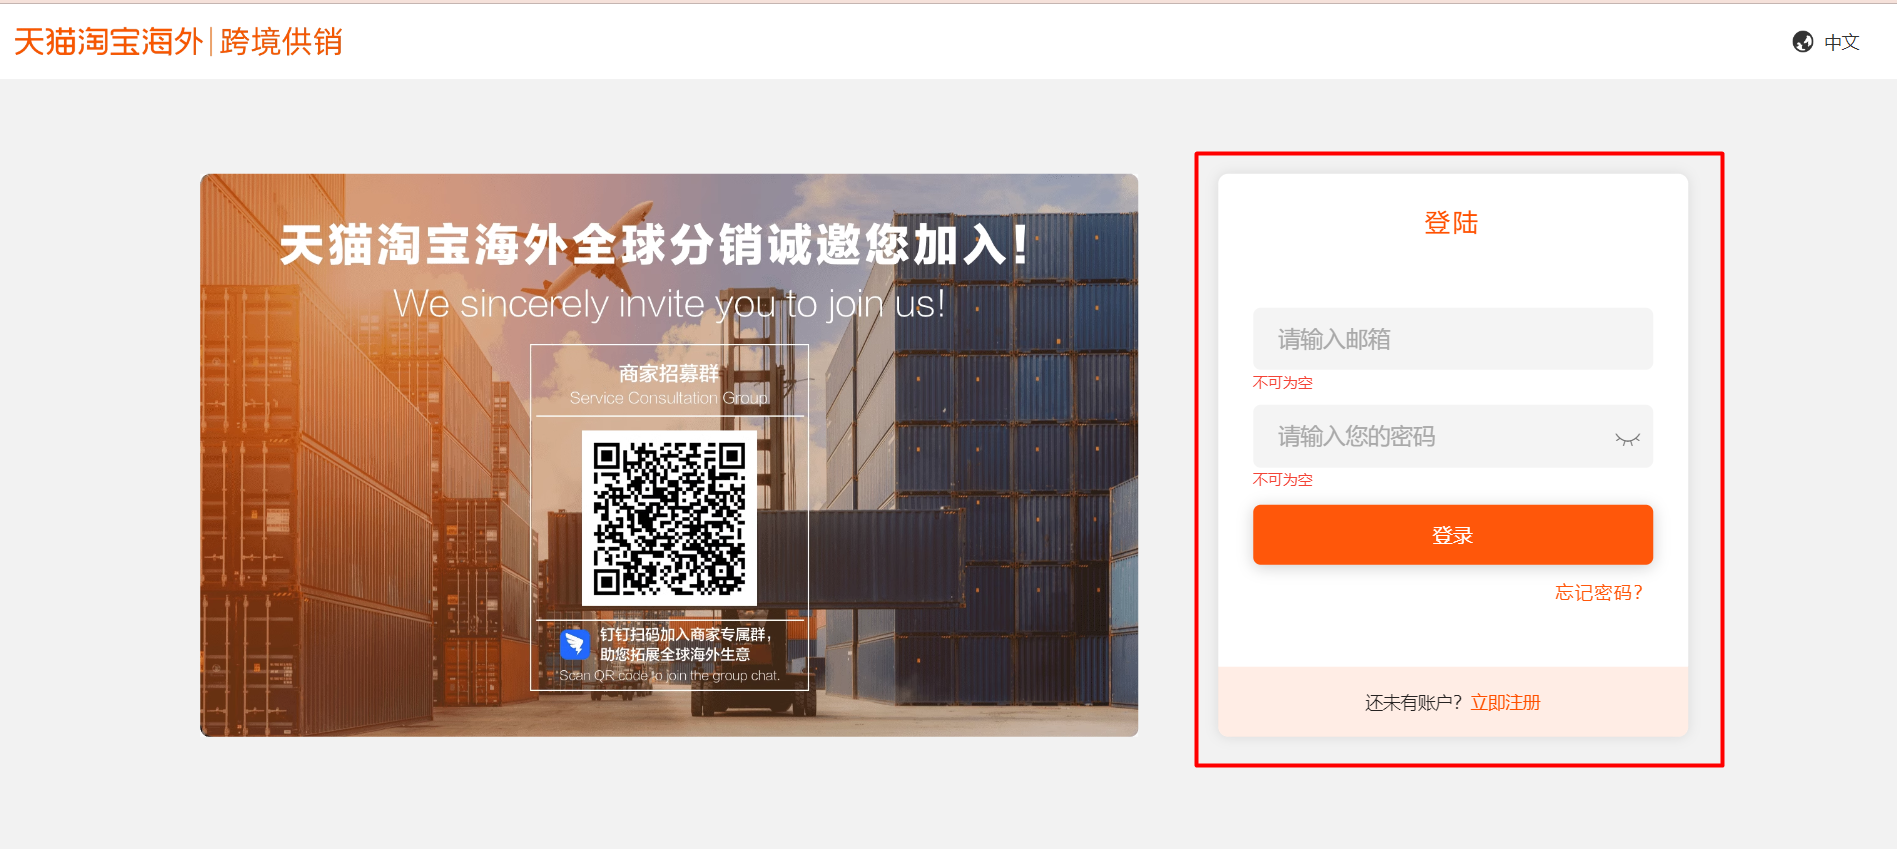 天猫淘宝海外|跨境供销
中文
天猫淘宝海外全球分销诚邀您加入!
We sincerely invite you to join us!
商家招募群
Service Consultation Group
钉钉扫码加入商家专属群，
助您拓展全球海外生意
Scan QR code to join the group chat.
登陆
请输入邮箱
不可为空
请输入您的密码
不可为空
登录
忘记密码?
还未有账户? 立即注册